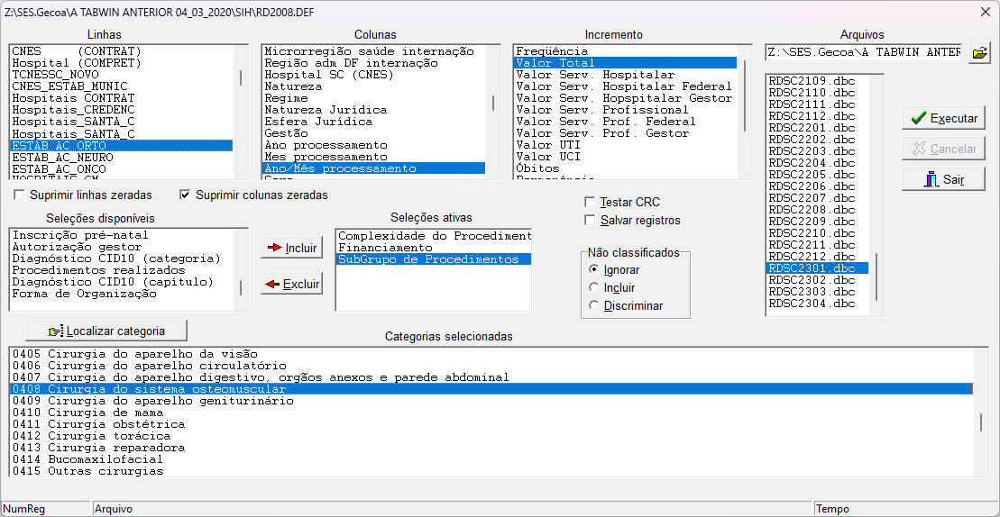 Z:\SES.Gecoa\A TABWIN ANTERIOR 04_03_2020\SIH\RD2008.DEF
Linhas
CNES (CONTRAT)
Hospital (COMPRET)
TCNESSC_NOVO
CNES_ESTAB_MUNIC
Hospitais CONTRAT
Hospitais_CREDENC
Hospitais_SANTA_C
Hospitais_SANTA_C
ESTAB_AC_ORTO
ESTAB_AC_NEURO
ESTAB_AC_ONCO
Colunas
Microrregião saúde internação
Região adm DF internação
Hospital SC (CNES)
Natureza
Regime
Natureza Jurídica
Esfera Jurídica
Gestão
Ano processamento
Mes processamento
Ano/Mês processamento
Incremento
Freqüência
Valor Total
Valor Serv. Hospitalar
Valor Serv. Hospitalar Federal
Valor Serv. Hopspitalar Gestor
Valor Serv. Profissional
Valor Serv. Prof. Federal
Valor Serv. Prof. Gestor
Valor UTI
Valor UCI
Óbitos
Arquivos
Z:\SES.Gecoa\A TABWIN ANTER
RDSC2109.dbc
RDSC2110.dbc
RDSC2111.dbc
RDSC2112.dbc
RDSC2201.dbc
RDSC2202.dbc
RDSC2203.dbc
RDSC2204.dbc
RDSC2205.dbc
RDSC2206.dbc
RDSC2207.dbc
RDSC2208.dbc
RDSC2209.dbc
RDSC2210.dbc
RDSC2211.dbc
RDSC2212.dbc
RDSC2301.dbc
RDSC2302.dbc
RDSC2303.dbc
RDSC2304.dbc
Executar
Cancelar
Sair
Suprimir linhas zeradas
Suprimir colunas zeradas
Seleções disponíveis
Inscrição pré-natal
Autorização gestor
Diagnóstico CID10 (categoria)
Procedimentos realizados
Diagnóstico CID10 (capítulo)
Forma de Organização
Incluir
Excluir
Seleções ativas
Complexidade do Procediment
Financiamento
SubGrupo de Procedimentos
Testar CRC
Salvar registros
Não classificados
Ignorar
Incluir
Discriminar
Localizar categoria
Categorias selecionadas
0405 Cirurgia do aparelho da visão
0406 Cirurgia do aparelho circulatório
0407 Cirurgia do aparelho digestivo, orgãos anexos e parede abdominal
0408 Cirurgia do sistema osteomuscular
0409 Cirurgia do aparelho geniturinário
0410 Cirurgia de mama
0411 Cirurgia obstétrica
0412 Cirurgia torácica
0413 Cirurgia reparadora
0414 Bucomaxilofacial
0415 Outras cirurgias
NumReg
Arquivo
Tempo